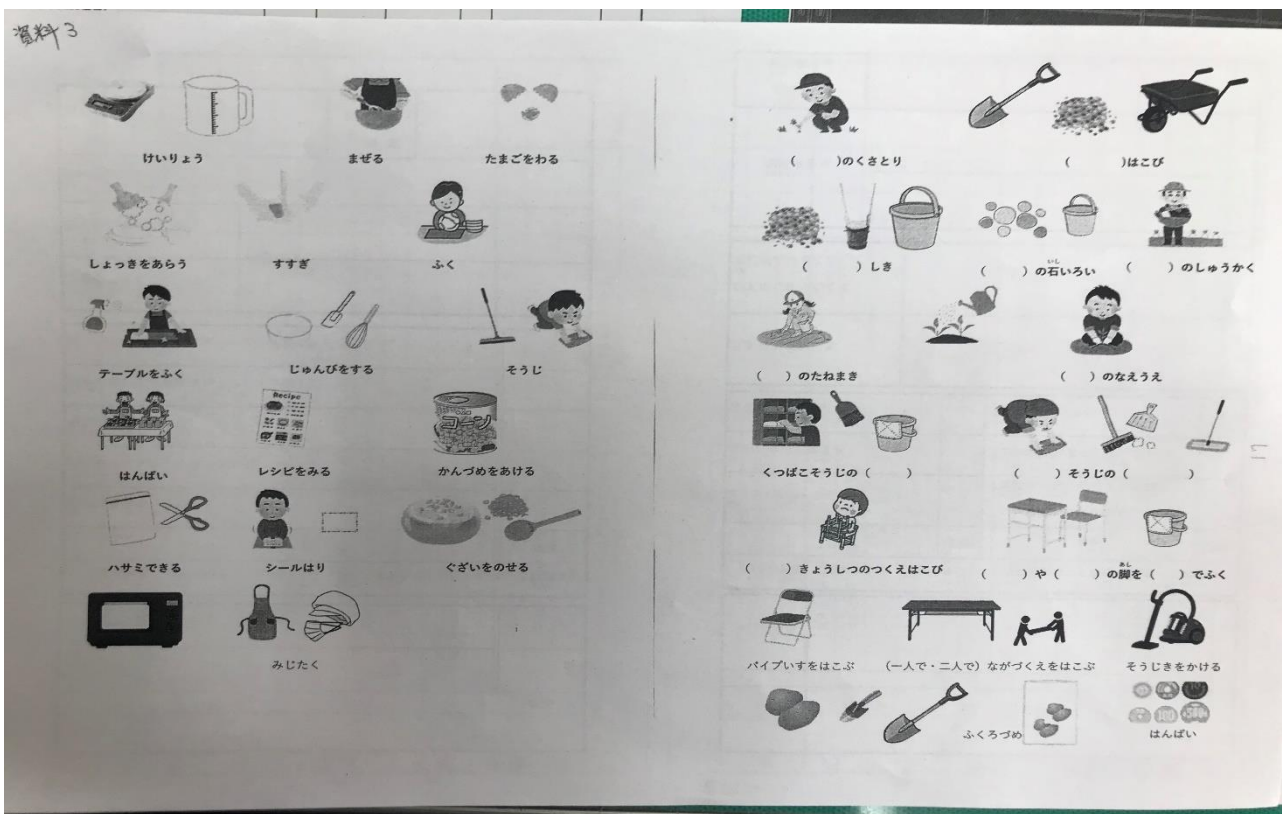 資料3
けいりょう
まぜる
たまごをわる
しょっきをあらう
すすぎ
ふく
テーブルをふく
じゅんびをする
そうじ
はんばい
Recipe
レシピをみる
コーン
かんづめをあける
ハサミできる
シールはり
ぐざいをのせる
みじたく
(　　　)のくさとり
(　　　)はこび
(　　　)しき
(　　　)の石いろい
いし
(　　　)のしゅうかく
(　　)のたねまき
(　　)のなえうえ
くつばこそうじの(　　　)
(　　　)そうじの(　　　　)
(　　　)きょうしつのつくえはこび
(　　　)や(　　　)の脚を(　　)でふく
あし
パイプいすをはこぶ
(一人で・二人で)ながづくえをはこぶ
そうじきをかける
ふくろづめ
はんばい